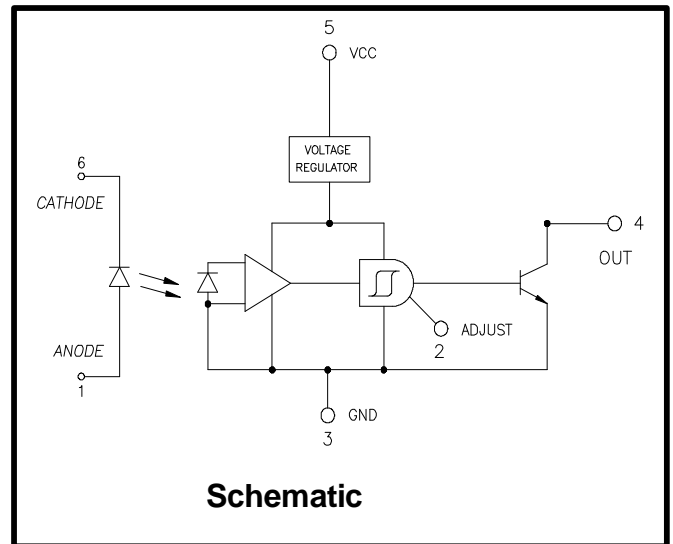 5
VCC
VOLTAGE
REGULATOR
6
CATHODE
4
OUT
ADJUST
2
ANODE
1
GND
3
Schematic